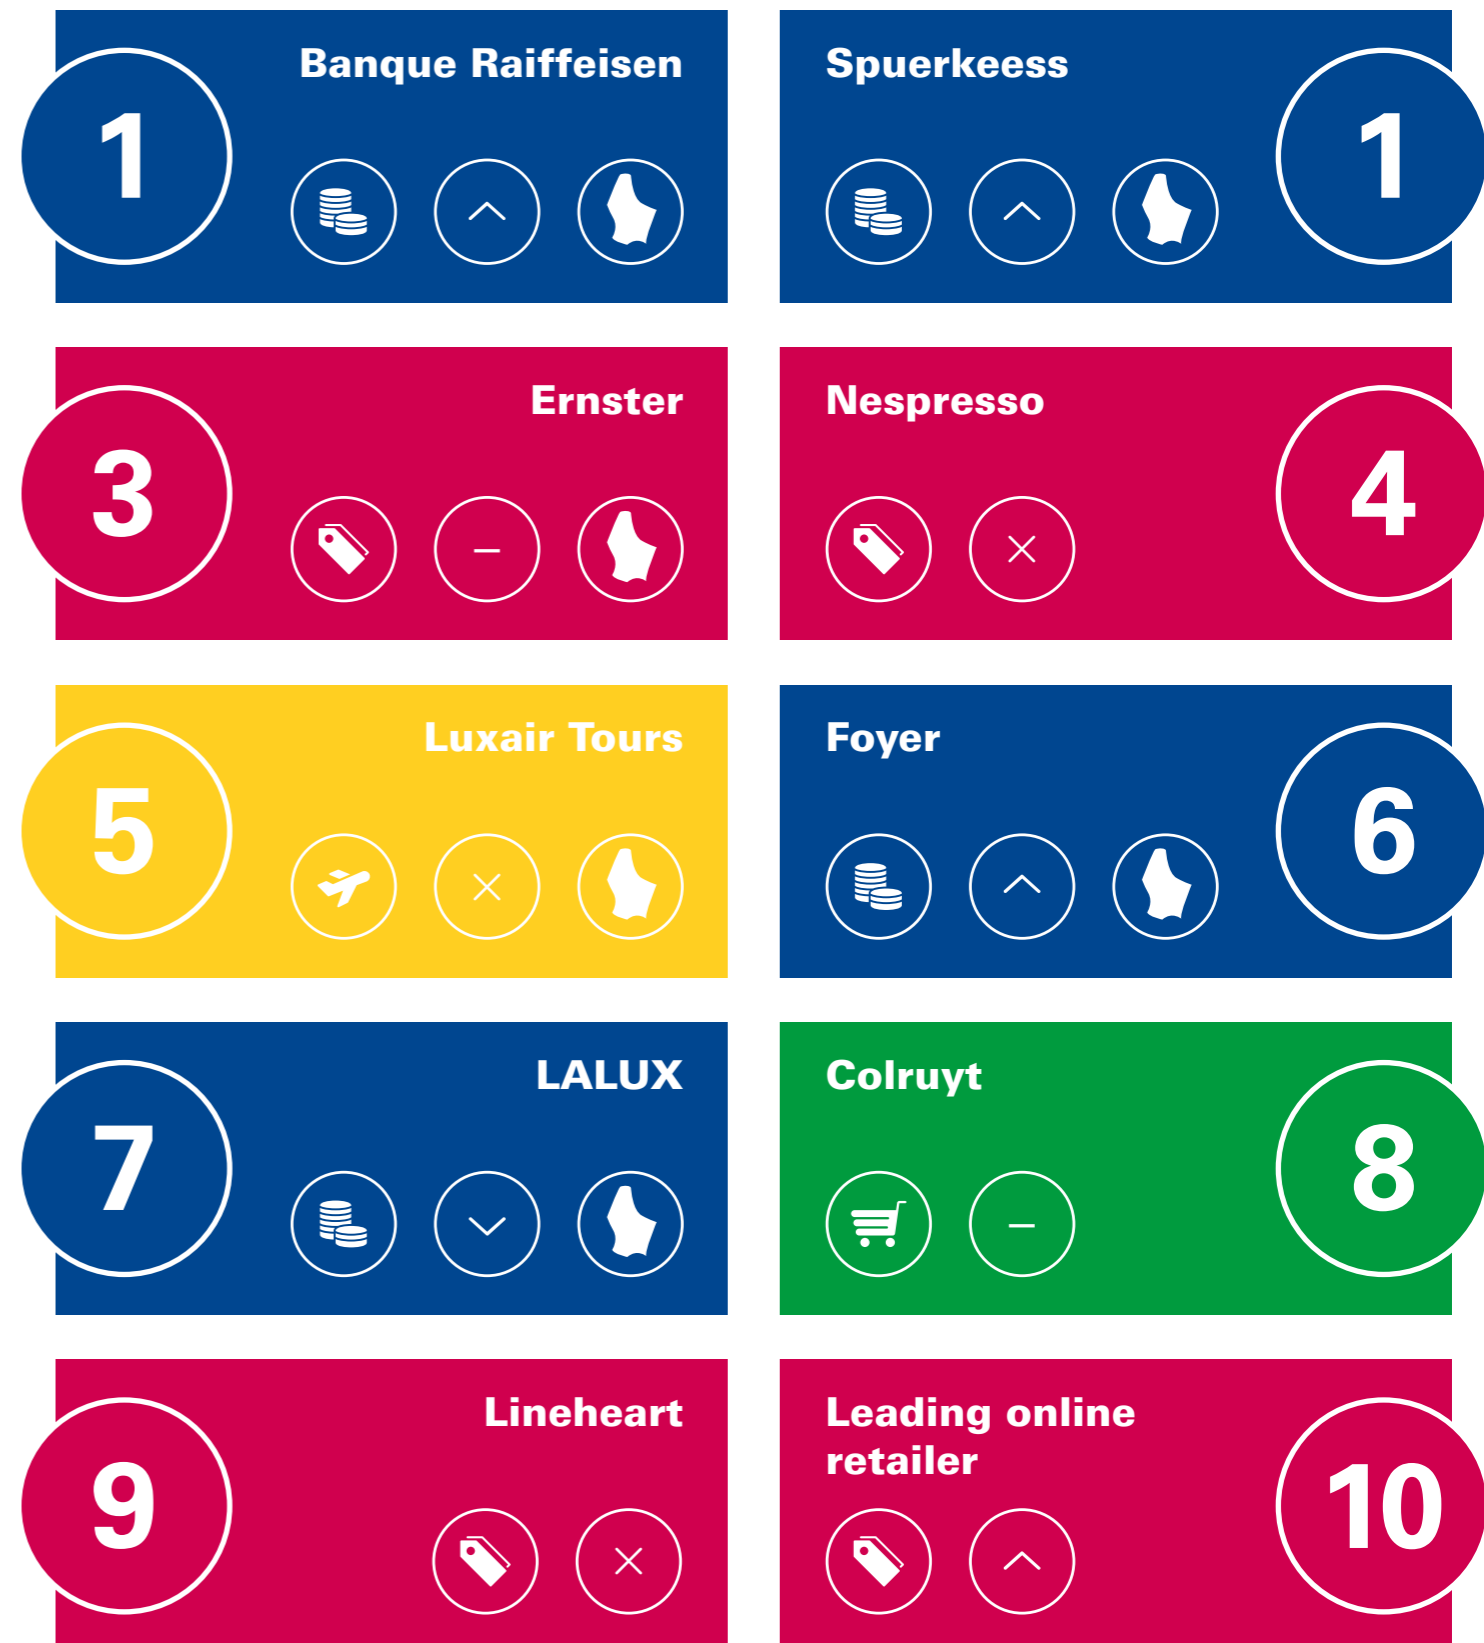 1
Banque Raiffeisen
Spuerkeess
1
3
Ernster
Nespresso
4
5
Luxair Tours
Foyer
6
7
LALUX
Colruyt
8
9
Lineheart
Leading online
retailer
10